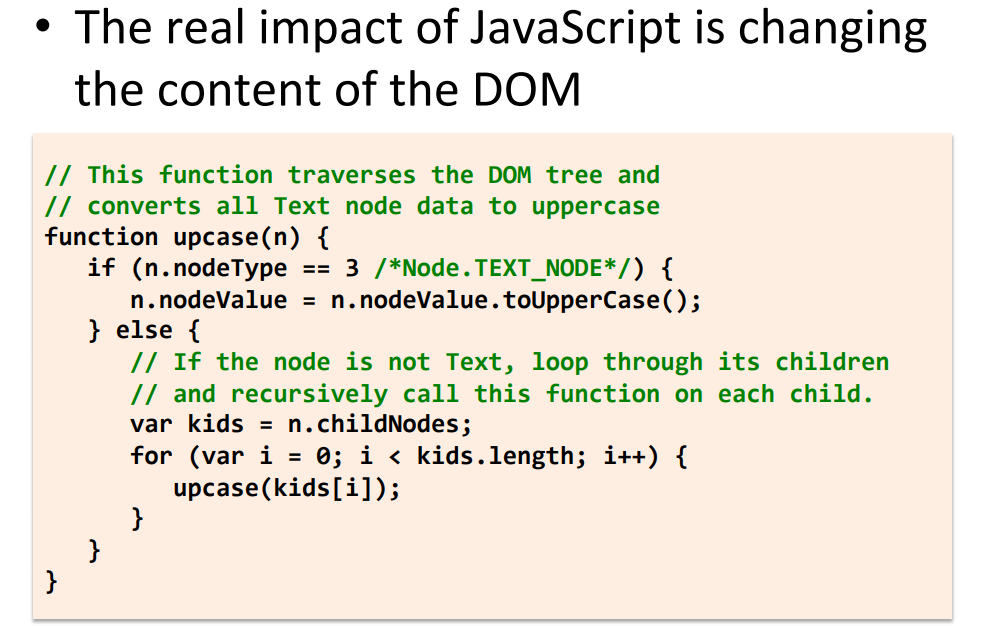 • The real impact of JavaScript is changing
the content of the DOM
// This function traverses the DOM tree and
// converts all Text node data to uppercase
function upcase(n) {
   if (n.nodeType == 3 /*Node.TEXT_NODE*/) {
      n.nodeValue = n.nodeValue.toUpperCase();
   } else {
      // If the node is not Text, loop through its children
      // and recursively call this function on each child.
      var kids = n.childNodes;
      for (var i = 0; i < kids.length; i++) {
         upcase(kids[i]);
      }
   }
}